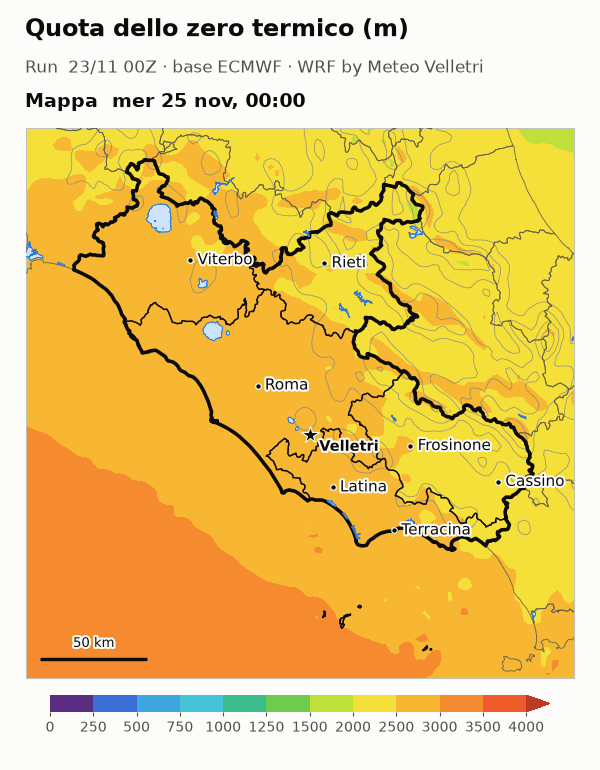 Quota dello zero termico (m)
Run  23/11 00Z · base ECMWF · WRF by Meteo Velletri
Mappa  mer 25 nov, 00:00
Viterbo
Rieti
Roma
Velletri
Frosinone
Latina
Cassino
Terracina
50 km
0 250 500 750 1000 1250 1500 2000 2500 3000 3500 4000